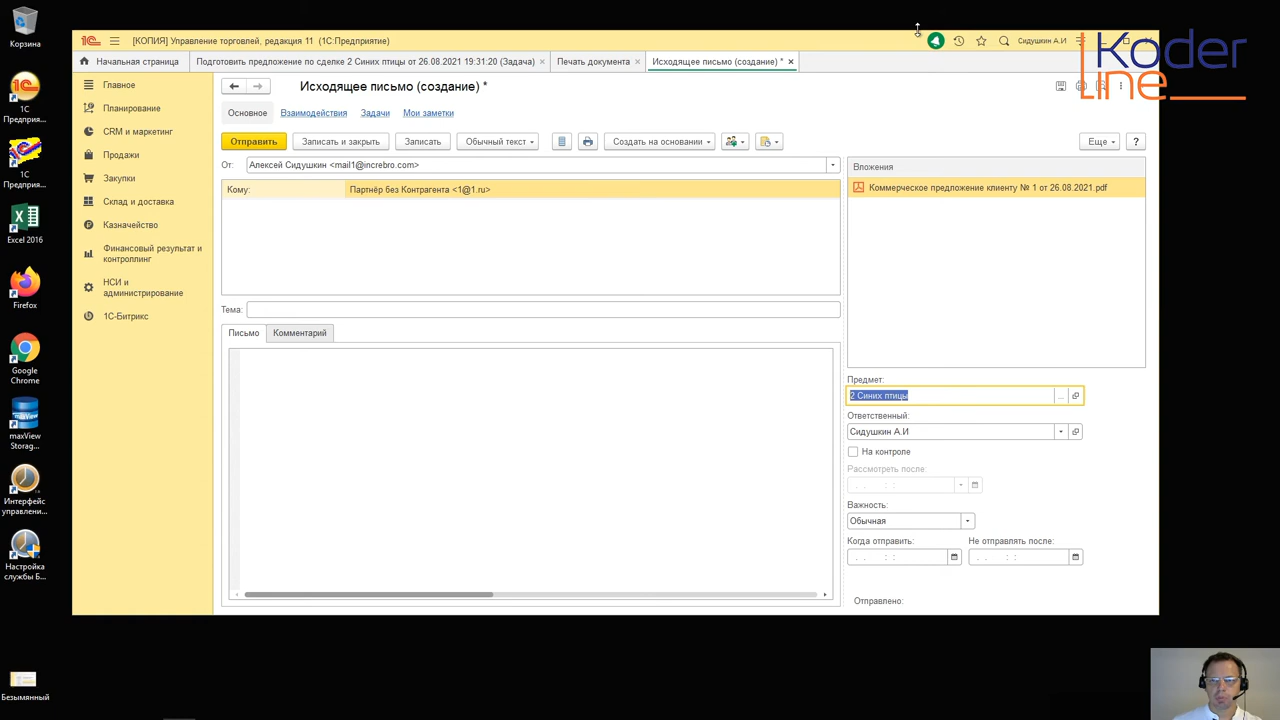 Корзина
1С
Предприя...
1С
Предприя...
Excel 2016
Firefox
Google
Chrome
maxView
Storag...
Интерфейс
управлени...
Настройка
службы Б...
Безымянный
1С [КОПИЯ] Управление торговлей, редакция 11 (1С:Предприятие)
Сидушкин А.И
Koder
Line
Начальная страница
Подготовить предложение по сделке 2 Синих птицы от 26.08.2021 19:31:20 (Задача) ×
Печать документа ×
Исходящее письмо (создание) * ×
Главное
Планирование
CRM и маркетинг
Продажи
Закупки
Склад и доставка
Казначейство
Финансовый результат и
контроллинг
НСИ и
администрирование
1С-Битрикс
Исходящее письмо (создание) *
Основное Взаимодействия Задачи Мои заметки
Отправить Записать и закрыть Записать Обычный текст Создать на основании Еще ?
От: Алексей Сидушкин <mail1@increbro.com>
Кому: Партнёр без Контрагента <1@1.ru>
Тема:
Письмо Комментарий
Вложения
Коммерческое предложение клиенту № 1 от 26.08.2021.pdf
Предмет:
2 Синих птицы ...
Ответственный:
Сидушкин А.И
На контроле
Рассмотреть после:
. . : :
Важность:
Обычная
Когда отправить: Не отправлять после:
. . : : . . : :
Отправлено: